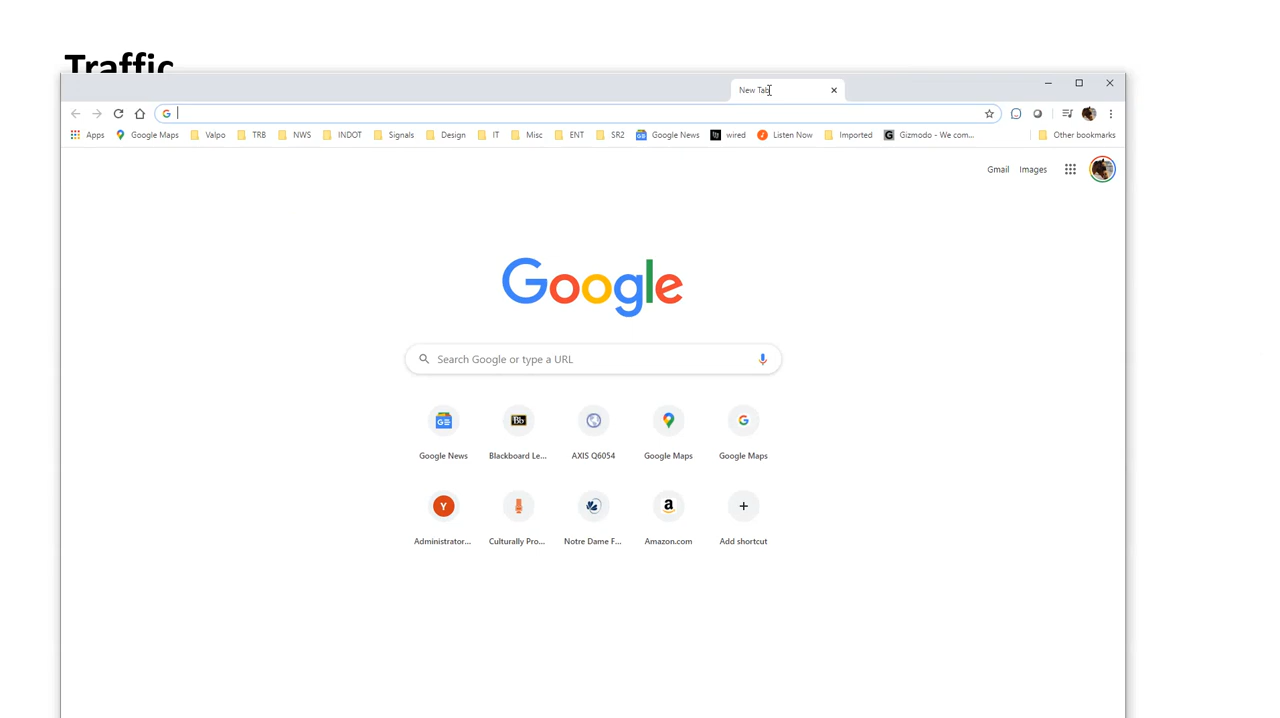 Traffic
New Tab
Apps Google Maps Valpo TRB NWS INDOT Signals Design IT Misc ENT SR2 Google News wired Listen Now Imported Gizmodo - We com... Other bookmarks
Gmail Images
Google
Search Google or type a URL
Google News Blackboard Le... AXIS Q6054 Google Maps Google Maps
Administrator... Culturally Pro... Notre Dame F... Amazon.com Add shortcut